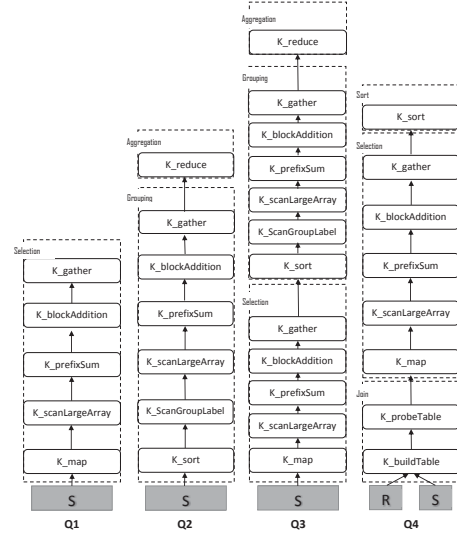 Selection
K_gather
K_blockAddition
K_prefixSum
K_scanLargeArray
K_map
S
Q1
Aggregation
K_reduce
Grouping
K_gather
K_blockAddition
K_prefixSum
K_scanLargeArray
K_ScanGroupLabel
K_sort
S
Q2
Aggregation
K_reduce
Grouping
K_gather
K_blockAddition
K_prefixSum
K_scanLargeArray
K_ScanGroupLabel
K_sort
Selection
K_gather
K_blockAddition
K_prefixSum
K_scanLargeArray
K_map
S
Q3
Sort
K_sort
Selection
K_gather
K_blockAddition
K_prefixSum
K_scanLargeArray
K_map
Join
K_probeTable
K_buildTable
R S
Q4